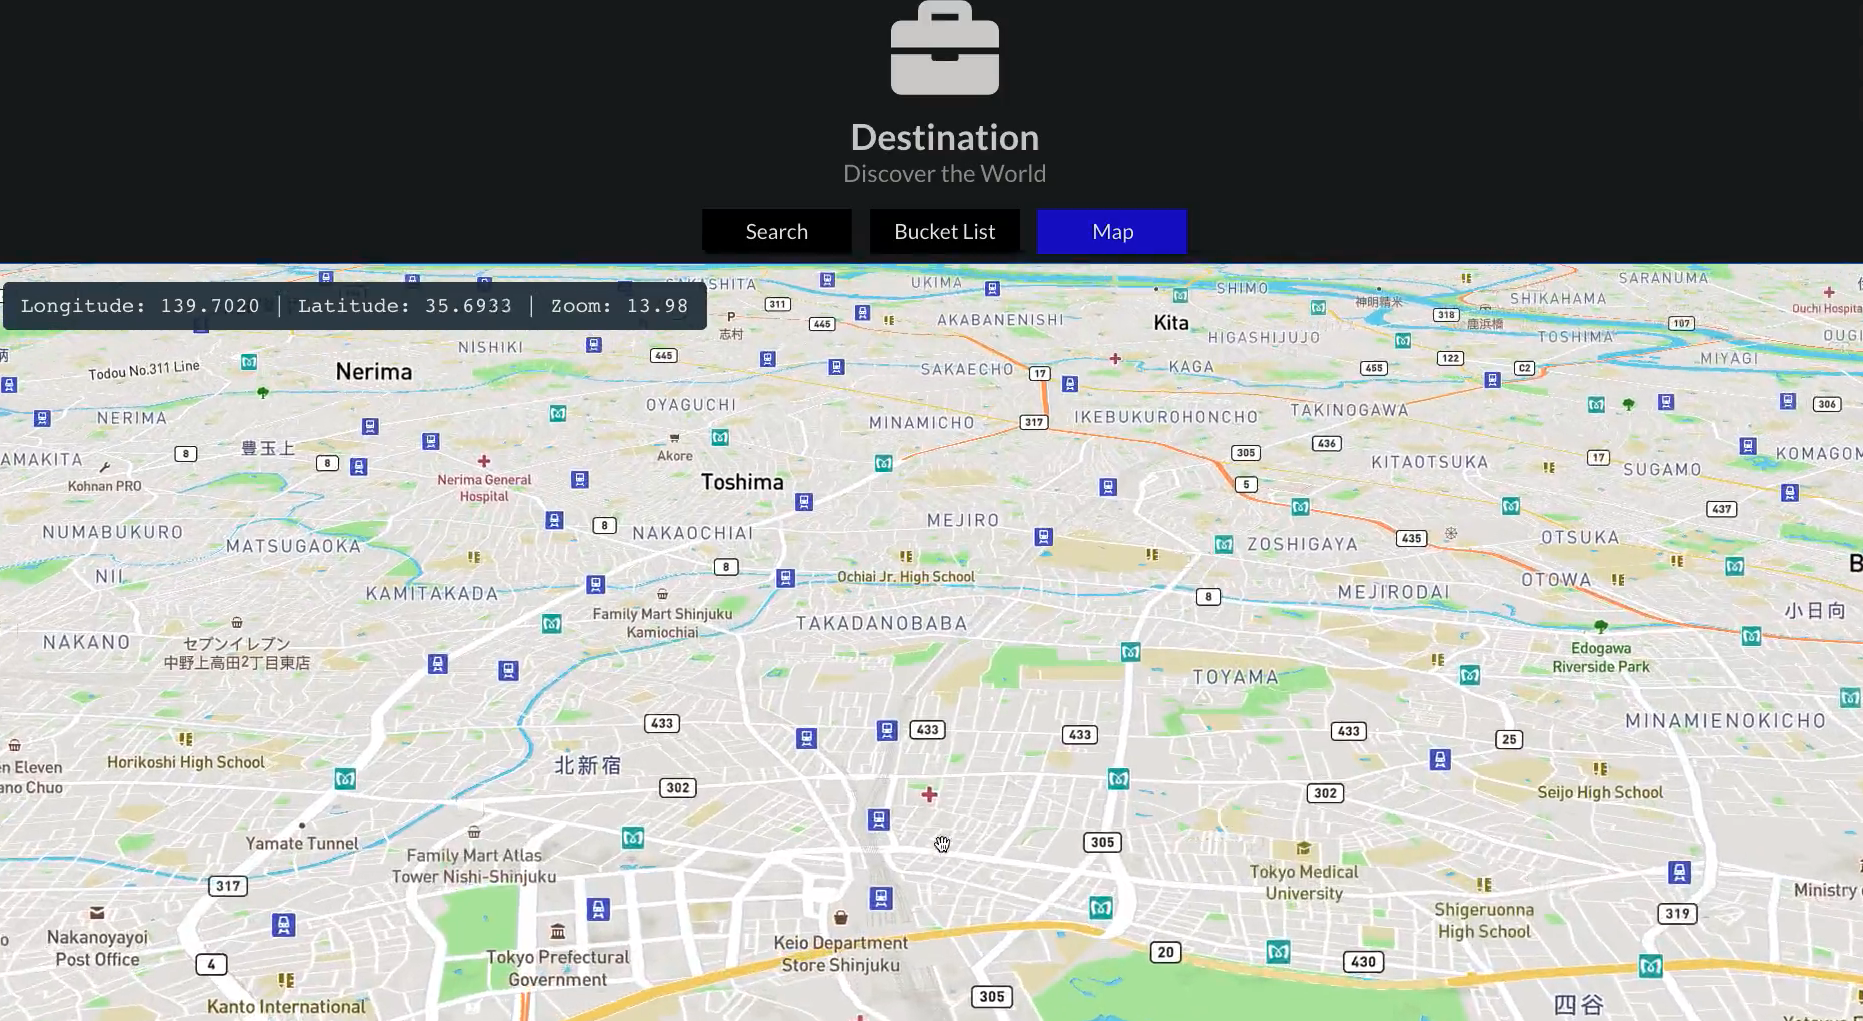 Destination
Discover the World
Search
Bucket List
Map
Longitude: 139.7020 | Latitude: 35.6933 | Zoom: 13.98
UKIMA
SHIMO
SARANUMA
神明精米
SHIKAHAMA
311
445
P
志村
AKABANENISHI
Kita
318
鹿浜橋
107
Ouchi Hospita
NISHIKI
445
HIGASHIJUJO
TOSHIMA
OUGI
Todou No.311 Line
Nerima
SAKAECHO
17
KAGA
455
122
C2
MIYAGI
NERIMA
OYAGUCHI
MINAMICHO
317
IKEBUKUROHONCHO
TAKINOGAWA
306
AMAKITA
8
豊玉上
8
Akore
305
436
KITAOTSUKA
17
SUGAMO
KOMAGOM
Kohnan PRO
Nerima General
Hospital
Toshima
5
437
NUMABUKURO
MATSUGAOKA
8
NAKAOCHIAI
MEJIRO
ZOSHIGAYA
435
OTSUKA
NII
KAMITAKADA
8
Ochiai Jr. High School
8
MEJIRODAI
OTOWA
B
小日向
NAKANO
セブンイレブン
中野上高田2丁目東店
Family Mart Shinjuku
Kamiochiai
TAKADANOBABA
Edogawa
Riverside Park
TOYAMA
433
433
433
433
25
MINAMIENOKICHO
Horikoshi High School
北新宿
302
302
Seijo High School
en Eleven
ano Chuo
Yamate Tunnel
Family Mart Atlas
Tower Nishi-Shinjuku
305
Tokyo Medical
University
317
Shigeruonna
High School
319
Ministry
Nakanoyayoi
Post Office
4
Tokyo Prefectural
Government
Keio Department
Store Shinjuku
20
430
Kanto International
305
四谷